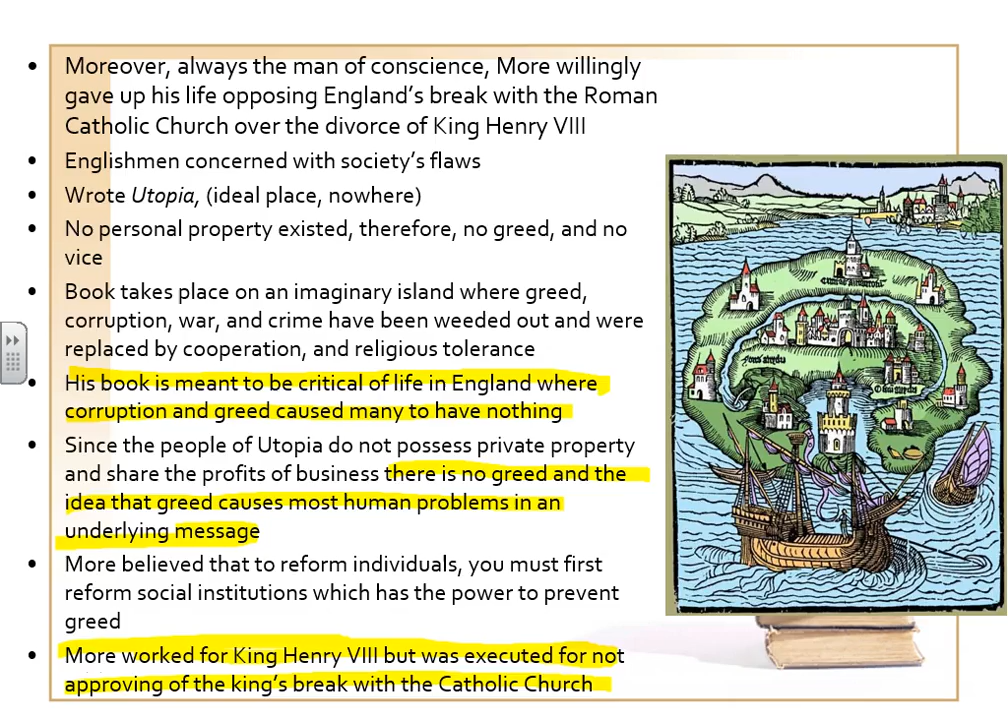 • Moreover, always the man of conscience, More willingly
gave up his life opposing England's break with the Roman
Catholic Church over the divorce of King Henry VIII
• Englishmen concerned with society's flaws
• Wrote Utopia, (ideal place, nowhere)
• No personal property existed, therefore, no greed, and no
vice
• Book takes place on an imaginary island where greed,
corruption, war, and crime have been weeded out and were
replaced by cooperation, and religious tolerance
• His book is meant to be critical of life in England where
corruption and greed caused many to have nothing
• Since the people of Utopia do not possess private property
and share the profits of business there is no greed and the
idea that greed causes most human problems in an
underlying message
• More believed that to reform individuals, you must first
reform social institutions which has the power to prevent
greed
• More worked for King Henry VIII but was executed for not
approving of the king's break with the Catholic Church